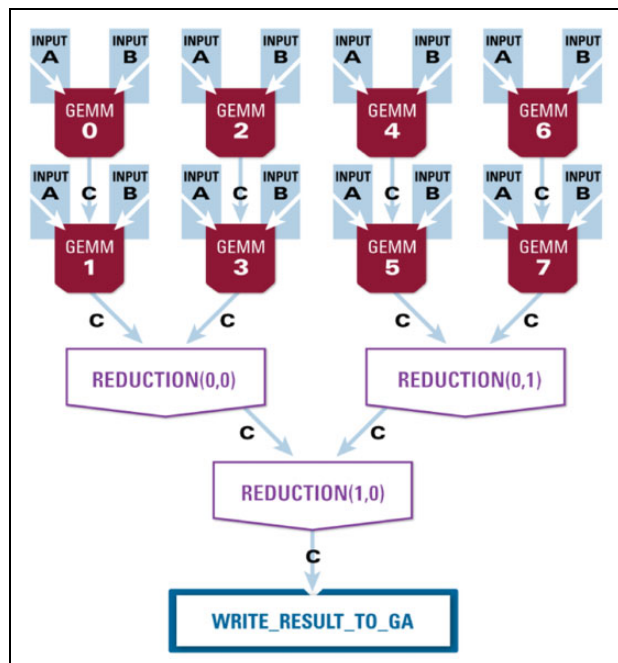 INPUT A INPUT B INPUT A INPUT B INPUT A INPUT B INPUT A INPUT B
GEMM 0 GEMM 2 GEMM 4 GEMM 6
C C C C
INPUT A INPUT B INPUT A INPUT B INPUT A INPUT B INPUT A INPUT B
GEMM 1 GEMM 3 GEMM 5 GEMM 7
C C C C
REDUCTION(0,0) REDUCTION(0,1)
C C
REDUCTION(1,0)
C
WRITE_RESULT_TO_GA